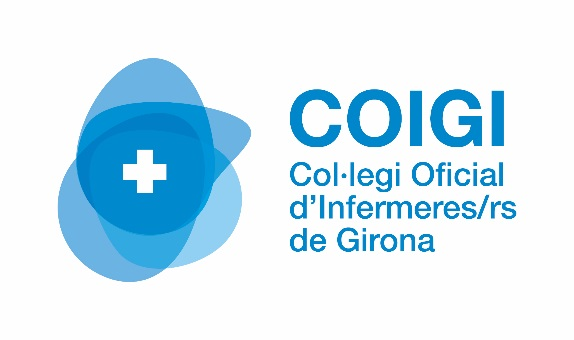 COIGI
Col·legi Oficial
d'Infermeres/rs
de Girona